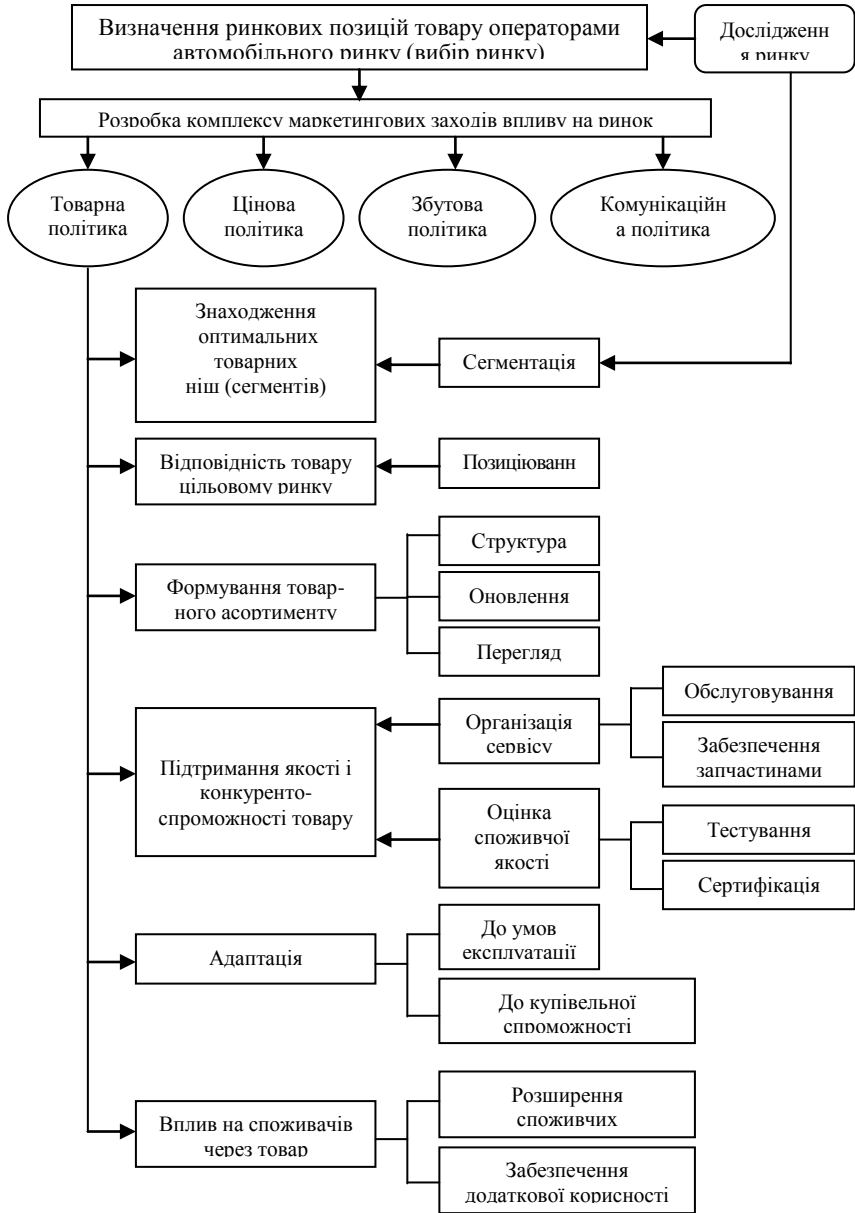 Визначення ринкових позицій товару операторами
автомобільного ринку (вибір ринку)
Дослідженн
я ринку
Розробка комплексу маркетингових заходів впливу на ринок
Товарна
політика
Цінова
політика
Збутова
політика
Комунікаційн
а політика
Знаходження
оптимальних
товарних
ніш (сегментів)
Сегментація
Відповідність товару
цільовому ринку
Позиціюванн
Формування товар-
ного асортименту
Структура
Оновлення
Перегляд
Підтримання якості і
конкуренто-
спроможності товару
Організація
сервісу
Обслуговування
Забезпечення
запчастинами
Оцінка
споживчої
якості
Тестування
Сертифікація
Адаптація
До умов
експлуатації
До купівельної
спроможності
Вплив на споживачів
через товар
Розширення
споживчих
Забезпечення
додаткової корисності